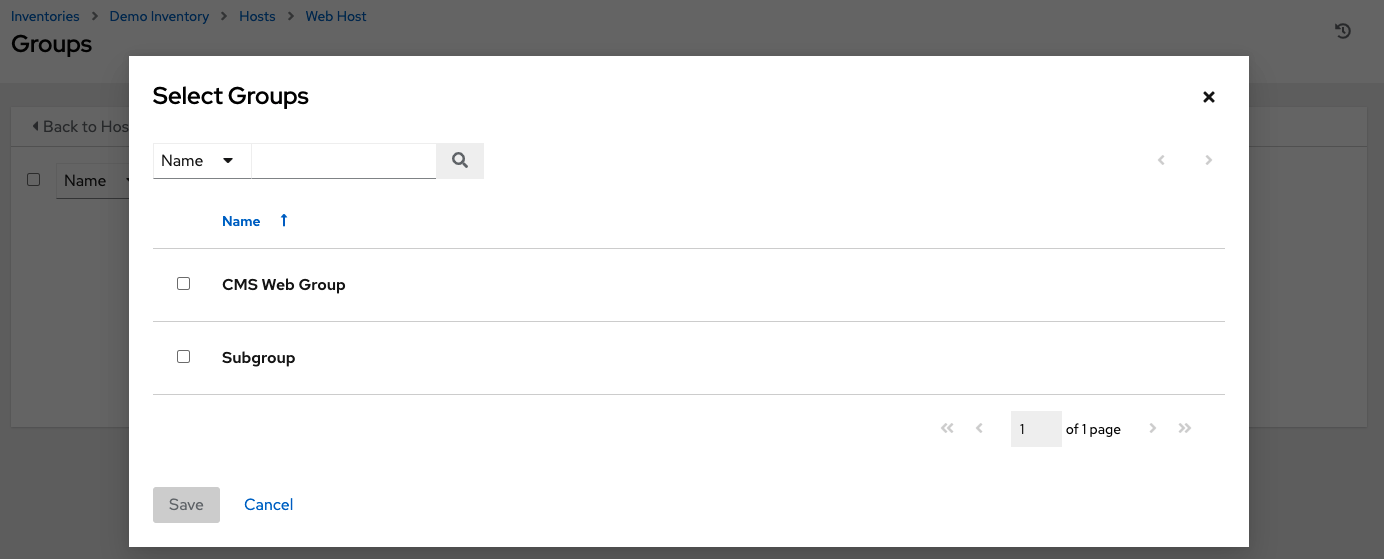 Inventories > Demo Inventory > Hosts > Web Host
Groups
Select Groups
Back to Hos
Name
Name
Name
CMS Web Group
Subgroup
1 of 1 page
Save Cancel